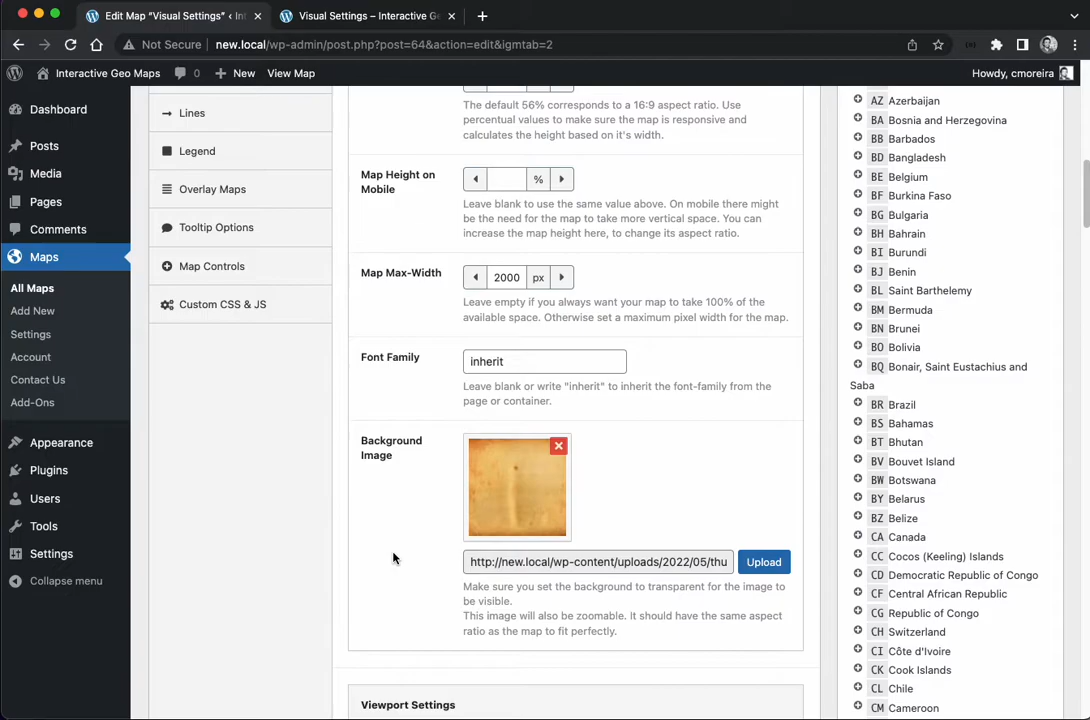 Edit Map “Visual Settings” ‹ Int
Visual Settings – Interactive Ge
Not Secure new.local/wp-admin/post.php?post=64&action=edit&igmtab=2
Interactive Geo Maps 0 New View Map
Howdy, cmoreira
Dashboard
Posts
Media
Pages
Comments
Maps
All Maps
Add New
Settings
Account
Contact Us
Add-Ons
Appearance
Plugins
Users
Tools
Settings
Collapse menu
Lines
Legend
Overlay Maps
Tooltip Options
Map Controls
Custom CSS & JS
The default 56% corresponds to a 16:9 aspect ratio. Use
percentual values to make sure the map is responsive and
calculates the height based on it's width.
Map Height on
Mobile
%
Leave blank to use the same value above. On mobile there might
be the need for the map to take more vertical space. You can
increase the map height here, to change its aspect ratio.
Map Max-Width
2000 px
Leave empty if you always want your map to take 100% of the
available space. Otherwise set a maximum pixel width for the map.
Font Family
inherit
Leave blank or write "inherit" to inherit the font-family from the
page or container.
Background
Image
http://new.local/wp-content/uploads/2022/05/thu
Upload
Make sure you set the background to transparent for the image to
be visible.
This image will also be zoomable. It should have the same aspect
ratio as the map to fit perfectly.
Viewport Settings
AZ Azerbaijan
BA Bosnia and Herzegovina
BB Barbados
BD Bangladesh
BE Belgium
BF Burkina Faso
BG Bulgaria
BH Bahrain
BI Burundi
BJ Benin
BL Saint Barthelemy
BM Bermuda
BN Brunei
BO Bolivia
BQ Bonair, Saint Eustachius and
Saba
BR Brazil
BS Bahamas
BT Bhutan
BV Bouvet Island
BW Botswana
BY Belarus
BZ Belize
CA Canada
CC Cocos (Keeling) Islands
CD Democratic Republic of Congo
CF Central African Republic
CG Republic of Congo
CH Switzerland
CI Côte d'Ivoire
CK Cook Islands
CL Chile
CM Cameroon